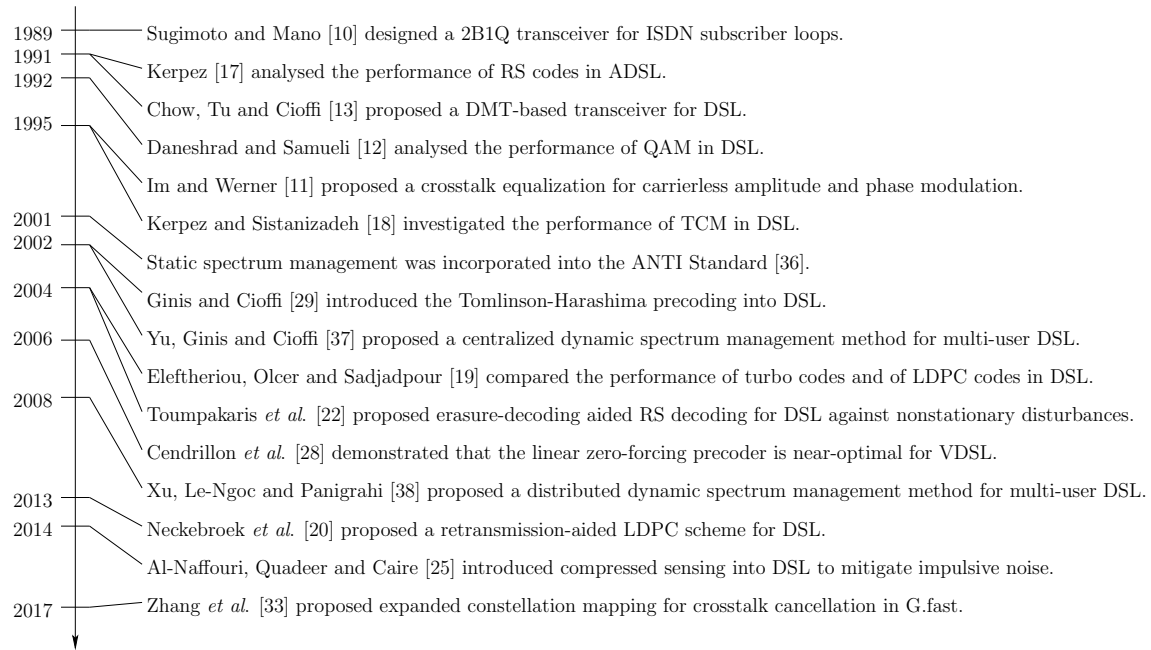 1989 Sugimoto and Mano [10] designed a 2B1Q transceiver for ISDN subscriber loops.
1991 Kerpez [17] analysed the performance of RS codes in ADSL.
Chow, Tu and Cioffi [13] proposed a DMT-based transceiver for DSL.
1992 Daneshrad and Samueli [12] analysed the performance of QAM in DSL.
1995 Im and Werner [11] proposed a crosstalk equalization for carrierless amplitude and phase modulation.
Kerpez and Sistanizadeh [18] investigated the performance of TCM in DSL.
2001 Static spectrum management was incorporated into the ANTI Standard [36].
2002 Ginis and Cioffi [29] introduced the Tomlinson-Harashima precoding into DSL.
Yu, Ginis and Cioffi [37] proposed a centralized dynamic spectrum management method for multi-user DSL.
2004 Eleftheriou, Olcer and Sadjadpour [19] compared the performance of turbo codes and of LDPC codes in DSL.
Toumpakaris et al. [22] proposed erasure-decoding aided RS decoding for DSL against nonstationary disturbances.
2006 Cendrillon et al. [28] demonstrated that the linear zero-forcing precoder is near-optimal for VDSL.
2008 Xu, Le-Ngoc and Panigrahi [38] proposed a distributed dynamic spectrum management method for multi-user DSL.
2013 Neckebroek et al. [20] proposed a retransmission-aided LDPC scheme for DSL.
2014 Al-Naffouri, Quadeer and Caire [25] introduced compressed sensing into DSL to mitigate impulsive noise.
2017 Zhang et al. [33] proposed expanded constellation mapping for crosstalk cancellation in G.fast.